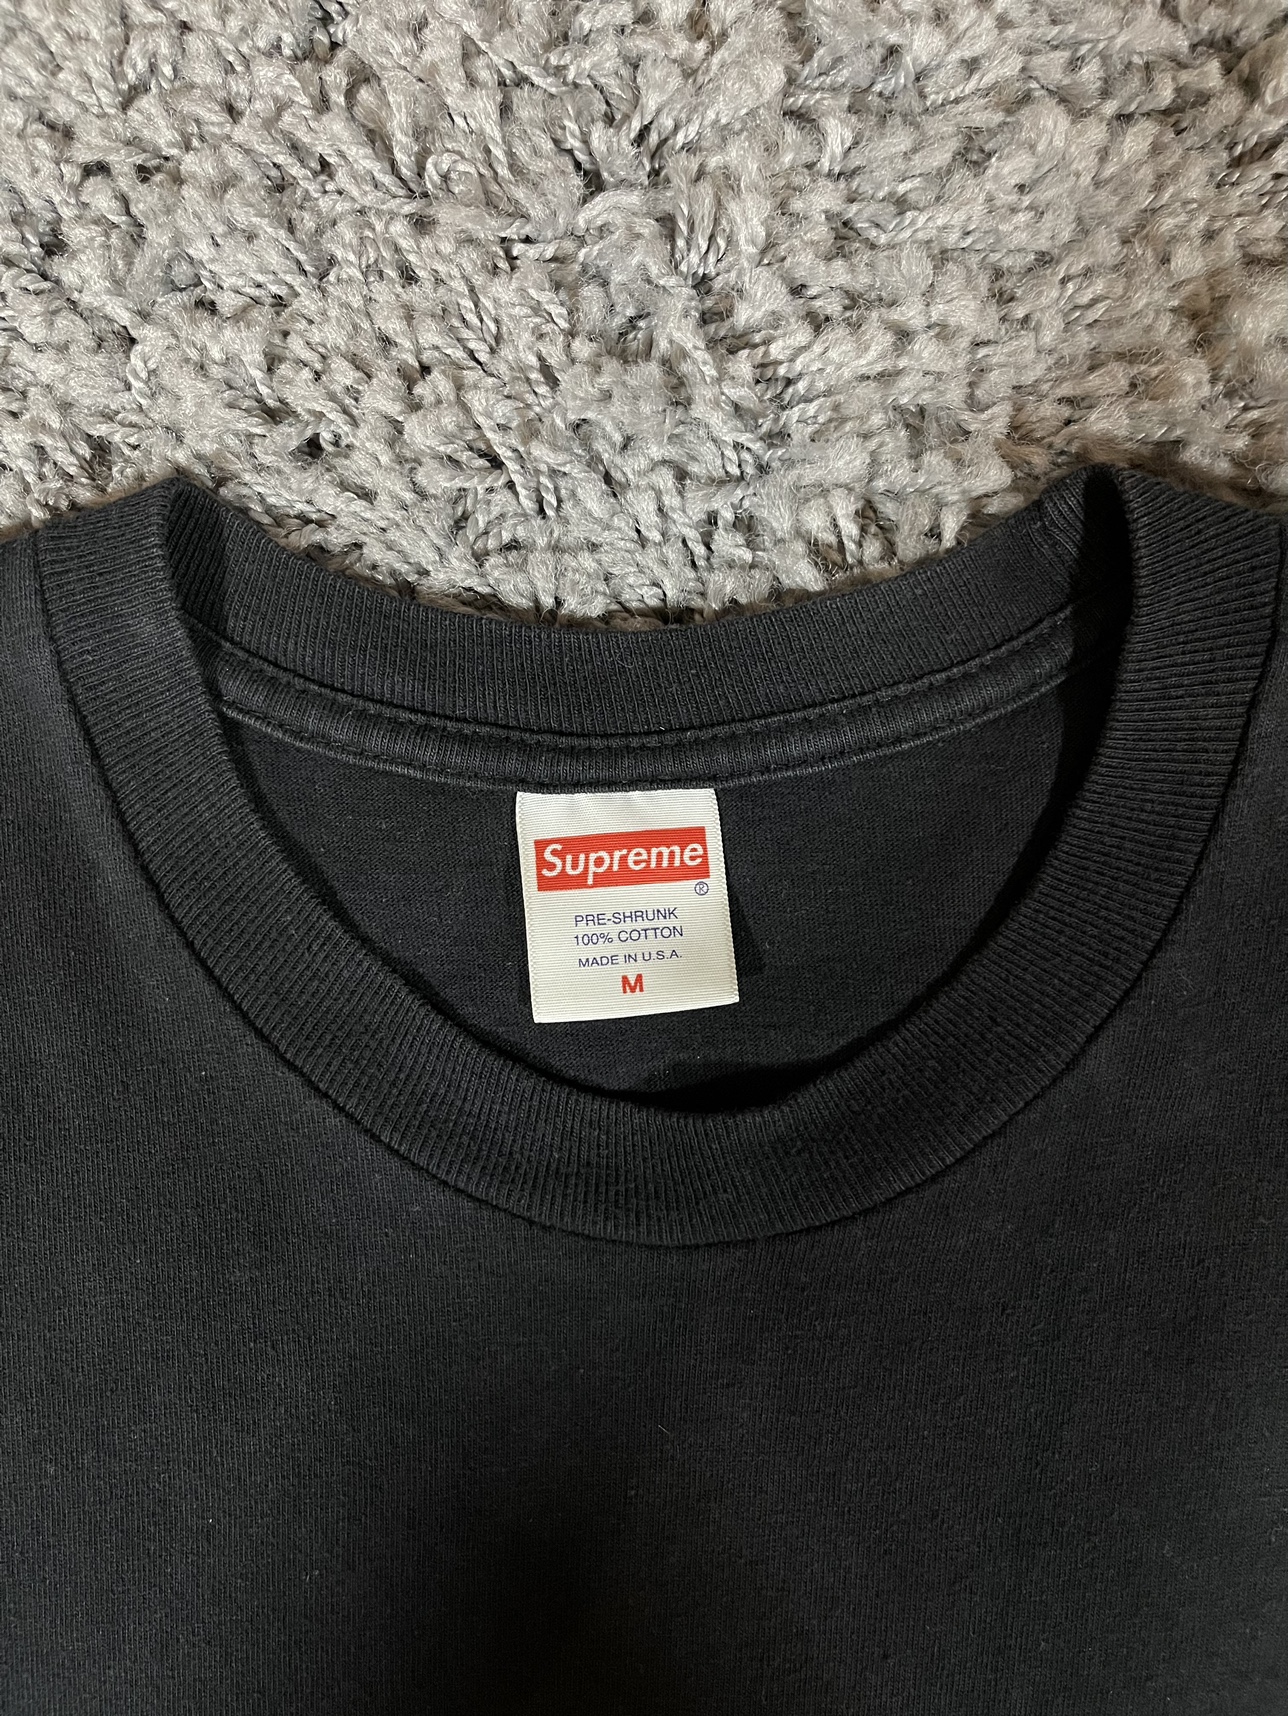 Supreme
®
PRE-SHRUNK
100% COTTON
MADE IN U.S.A.
M